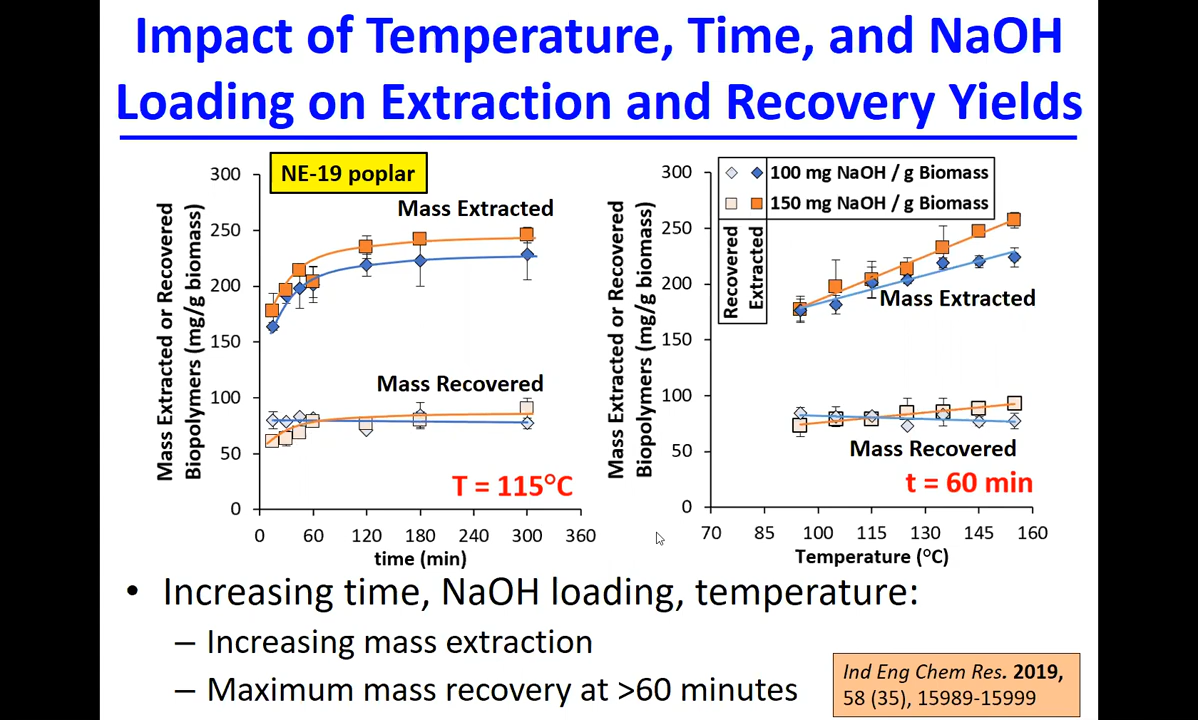 Impact of Temperature, Time, and NaOH
Loading on Extraction and Recovery Yields
NE-19 poplar
Mass Extracted or Recovered
Biopolymers (mg/g biomass)
300
250
200
150
100
50
0
Mass Extracted
Mass Recovered
T = 115°C
0 60 120 180 240 300 360
time (min)
Mass Extracted or Recovered
Biopolymers (mg/g biomass)
300
250
200
150
100
50
0
100 mg NaOH / g Biomass
150 mg NaOH / g Biomass
Recovered
Extracted
Mass Extracted
Mass Recovered
t = 60 min
70 85 100 115 130 145 160
Temperature (°C)
• Increasing time, NaOH loading, temperature:
– Increasing mass extraction
– Maximum mass recovery at >60 minutes
Ind Eng Chem Res. 2019,
58 (35), 15989-15999